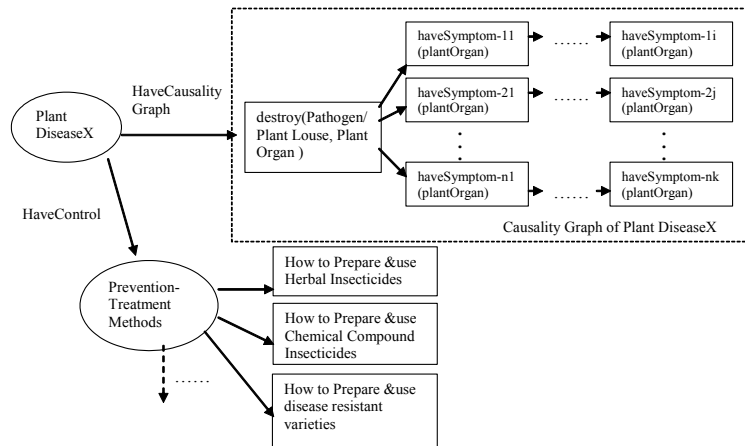 Plant
DiseaseX
HaveCausality
Graph
destroy(Pathogen/
Plant Louse, Plant
Organ )
haveSymptom-11
(plantOrgan)
......
haveSymptom-1i
(plantOrgan)
haveSymptom-21
(plantOrgan)
......
haveSymptom-2j
(plantOrgan)
haveSymptom-n1
(plantOrgan)
......
haveSymptom-nk
(plantOrgan)
Causality Graph of Plant DiseaseX
HaveControl
Prevention-
Treatment
Methods
How to Prepare &use
Herbal Insecticides
How to Prepare &use
Chemical Compound
Insecticides
How to Prepare &use
disease resistant
varieties
......